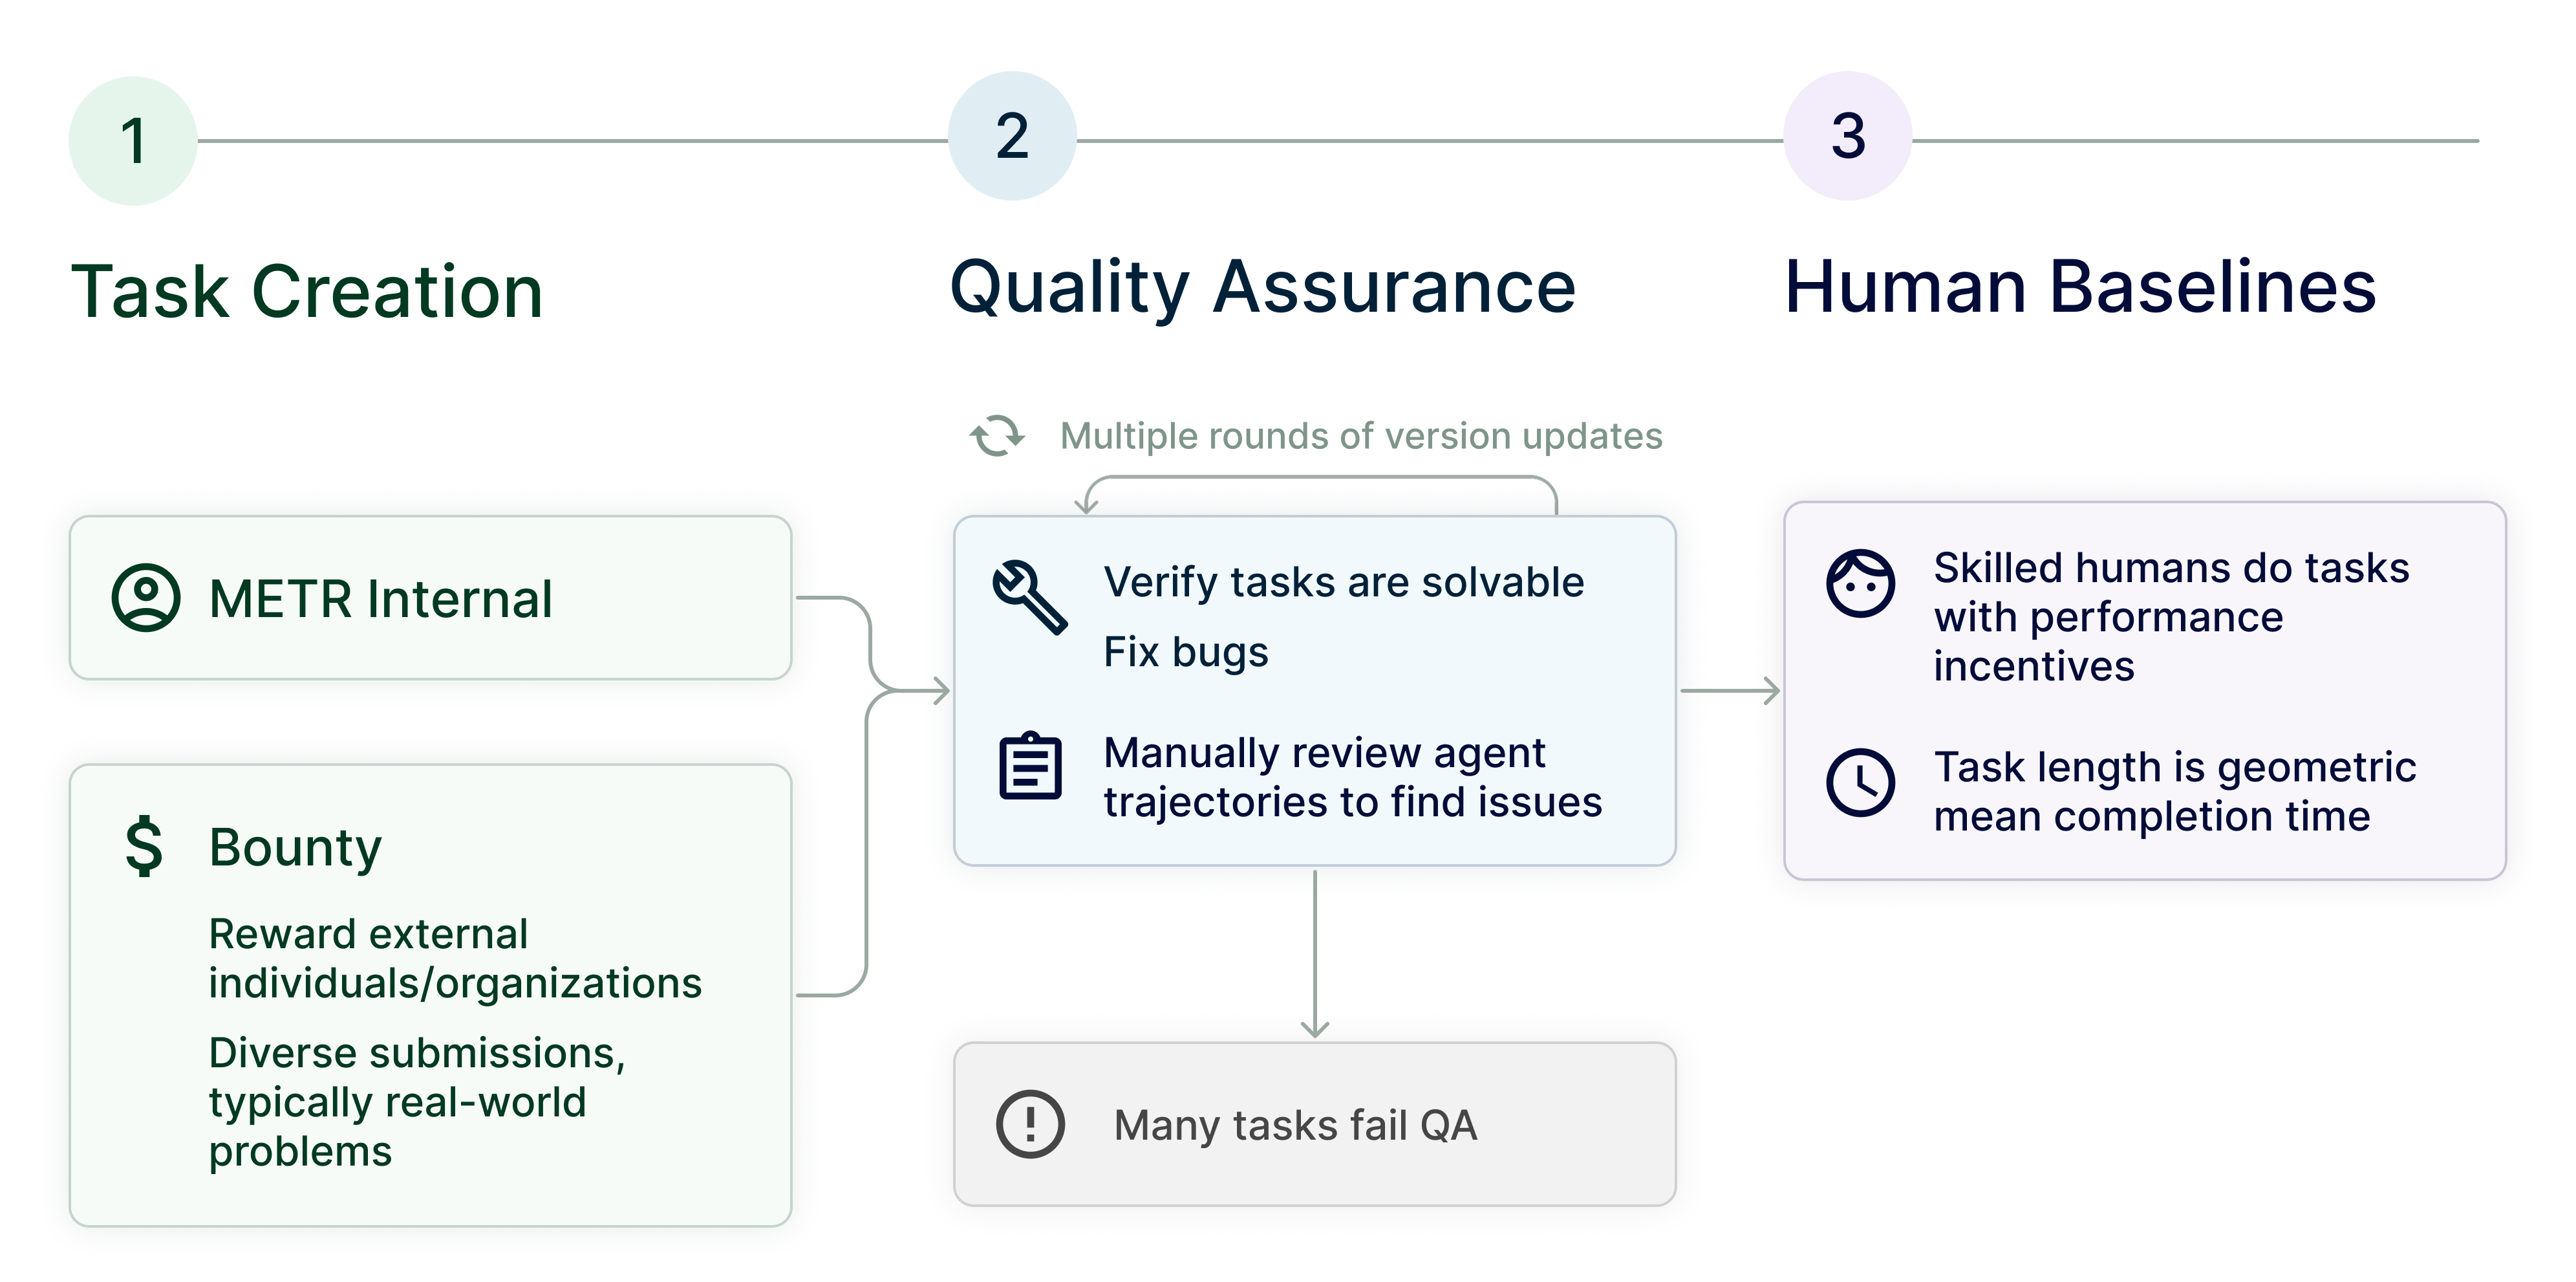 1
Task Creation
METR Internal
$ Bounty
Reward external
individuals/organizations
Diverse submissions,
typically real-world
problems
2
Quality Assurance
Multiple rounds of version updates
Verify tasks are solvable
Fix bugs
Manually review agent
trajectories to find issues
Many tasks fail QA
3
Human Baselines
Skilled humans do tasks
with performance
incentives
Task length is geometric
mean completion time